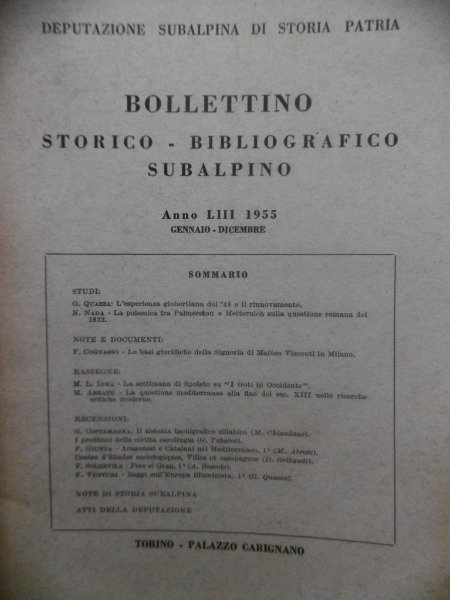 DEPUTAZIONE SUBALPINA DI STORIA PATRIA
BOLLETTINO
STORICO - BIBLIOGRAFICO
SUBALPINO
Anno LIII 1955
GENNAIO - DICEMBRE
SOMMARIO
STUDI:
G. QUAZZA: L'esperienza giobertiana del '48 e il rinnovamento.
N. NADA - La polemica fra Palmerston e Metternich sulla questione romana del
1832.
NOTE E DOCUMENTI:
F. COGNASSO - Le basi giuridiche della Signoria di Matteo Visconti in Milano.
RASSEGNE:
M. L. IONA - La settimana di Spoleto su "I Goti in Occidente".
M. ABRATE - La questione mediterranea alla fine del sec. XIII nelle ricerche
critiche moderne.
RECENSIONI:
G. COSTAMAGNA: Il sistema tachigrafico sillabico (M. Chiaudano).
I problemi della civiltà carolingia (G. Tabacco).
F. GIUNTA - Aragonesi e Catalani nel Mediterraneo, 1° (M. Abrate).
Centre d'Etudes sociologiques, Villes et campagnes (D. Gribaudi).
F. SOLDEVILA - Pere el Gran, 1° (A. Boscolo).
F. VENTURI - Saggi sull'Europa illuminista, 1° (G. Quazza).
NOTE DI STORIA SUBALPINA
ATTI DELLA DEPUTAZIONE
TORINO - PALAZZO CARIGNANO